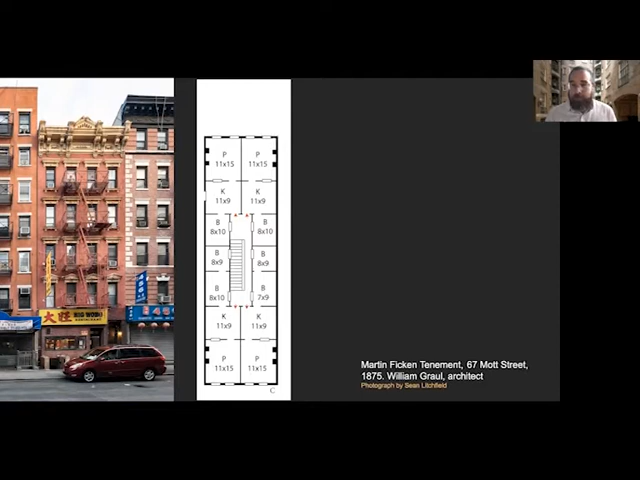 P P
11x15 11x15
K K
11x9 11x9
B B
8x10 8x10
B B
8x9 8x9
B B
8x10 7x9
K K
11x9 11x9
P P
11x15 11x15
C
大旺 BIG WONG
Martin Ficken Tenement, 67 Mott Street,
1875. William Graul, architect
Photograph by Sean Litchfield